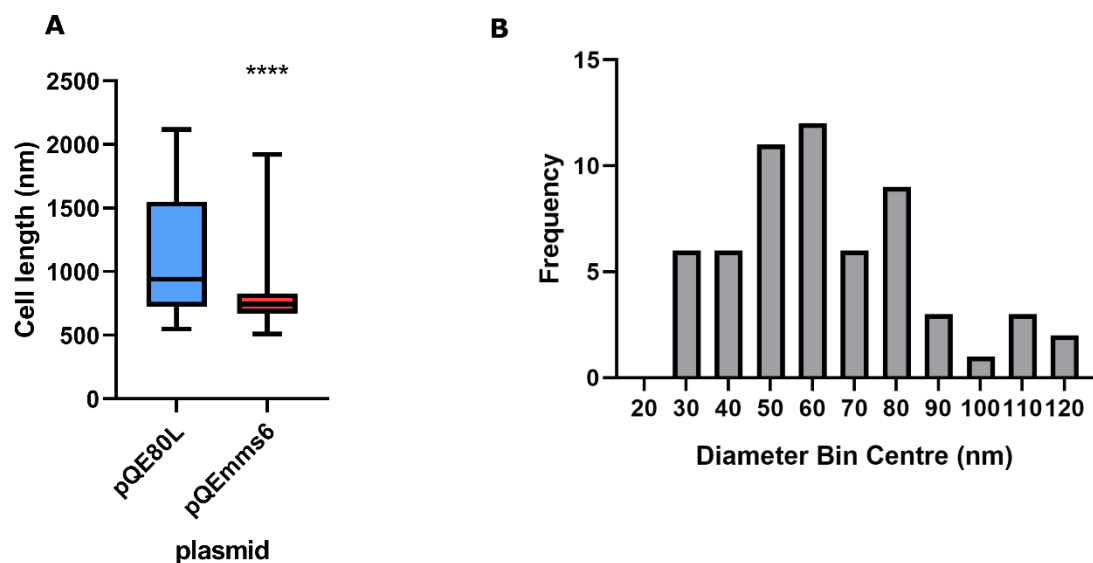 A
****
2500
2000
1500
1000
500
0
Cell length (nm)
pQE80L
pQEmms6
plasmid
B
15
10
5
0
Frequency
20 30 40 50 60 70 80 90 100 110 120
Diameter Bin Centre (nm)